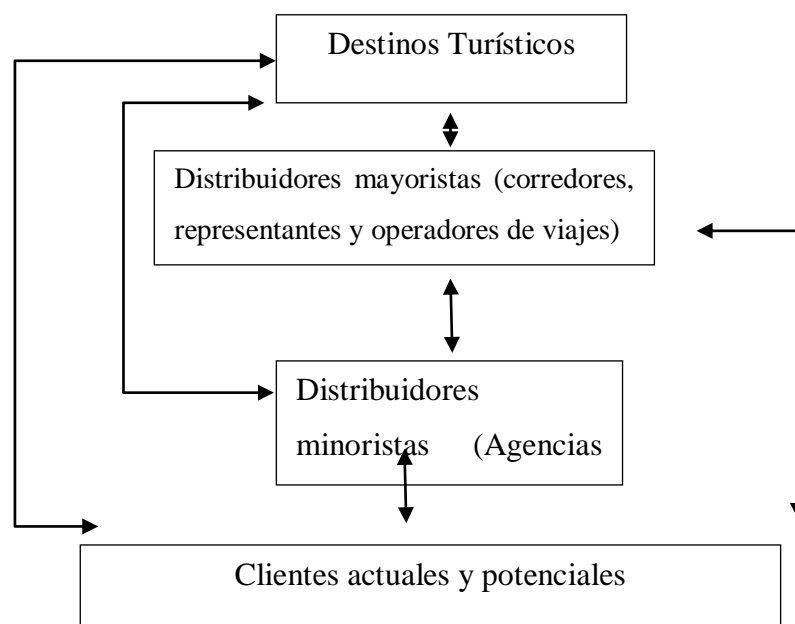 Destinos Turísticos
Distribuidores mayoristas (corredores,
representantes y operadores de viajes)
Distribuidores
minoristas (Agencias
Clientes actuales y potenciales